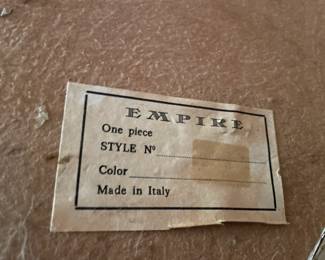 EMPIRE
One piece
STYLE Nº
Color
Made in Italy